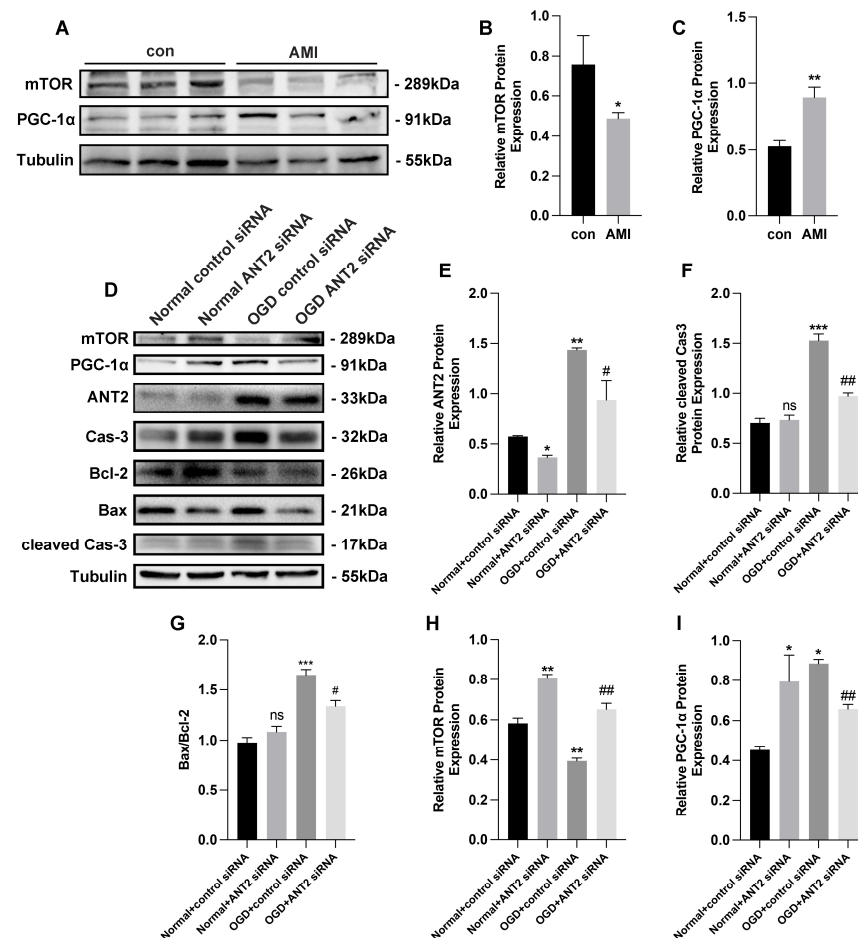 A
con
AMI
mTOR
- 289kDa
PGC-1α
- 91kDa
Tubulin
- 55kDa
B
Relative mTOR Protein
Expression
1.0
0.8
0.6
0.4
0.2
0.0
*
con
AMI
C
Relative PGC-1α Protein
Expression
1.5
1.0
0.5
0.0
**
con
AMI
D
Normal control siRNA
Normal ANT2 siRNA
OGD control siRNA
OGD ANT2 siRNA
mTOR
- 289kDa
PGC-1α
- 91kDa
ANT2
- 33kDa
Cas-3
- 32kDa
Bcl-2
- 26kDa
Bax
- 21kDa
cleaved Cas-3
- 17kDa
Tubulin
- 55kDa
E
Relative ANT2 Protein
Expression
2.0
1.5
1.0
0.5
0.0
*
**
#
Normal+control siRNA
Normal+ANT2 siRNA
OGD+control siRNA
OGD+ANT2 siRNA
F
Relative cleaved Cas3
Protein Expression
2.0
1.5
1.0
0.5
0.0
ns
***
##
Normal+control siRNA
Normal+ANT2 siRNA
OGD+control siRNA
OGD+ANT2 siRNA
G
Bax/Bcl-2
2.0
1.5
1.0
0.5
0.0
ns
***
#
Normal+control siRNA
Normal+ANT2 siRNA
OGD+control siRNA
OGD+ANT2 siRNA
H
Relative mTOR Protein
Expression
1.0
0.8
0.6
0.4
0.2
0.0
**
**
##
Normal+control siRNA
Normal+ANT2 siRNA
OGD+control siRNA
OGD+ANT2 siRNA
I
Relative PGC-1α Protein
Expression
1.0
0.8
0.6
0.4
0.2
0.0
*
*
##
Normal+control siRNA
Normal+ANT2 siRNA
OGD+control siRNA
OGD+ANT2 siRNA